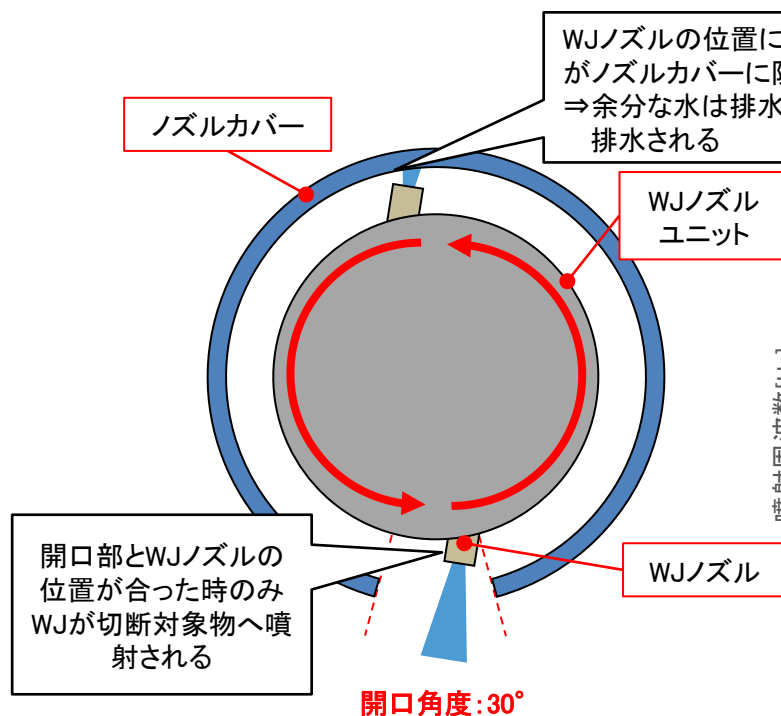 WJノズルの位置に
がノズルカバーに
⇒余分な水は排水
排水される
ノズルカバー
WJノズル
ユニット
開口部とWJノズルの
位置が合った時のみ
WJが切断対象物へ噴
射される
WJノズル
開口角度:30°